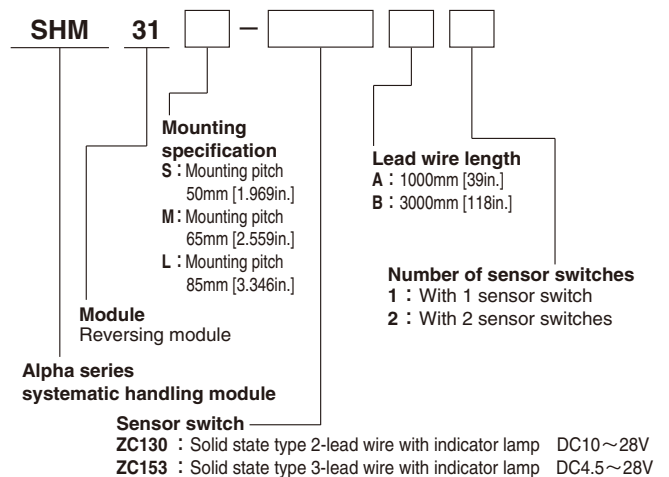 SHM 31 –
Mounting
specification
S：Mounting pitch
50mm [1.969in.]
M：Mounting pitch
65mm [2.559in.]
L：Mounting pitch
85mm [3.346in.]
Lead wire length
A：1000mm [39in.]
B：3000mm [118in.]
Number of sensor switches
1：With 1 sensor switch
2：With 2 sensor switches
Module
Reversing module
Alpha series
systematic handling module
Sensor switch
ZC130：Solid state type 2-lead wire with indicator lamp DC10～28V
ZC153：Solid state type 3-lead wire with indicator lamp DC4.5～28V